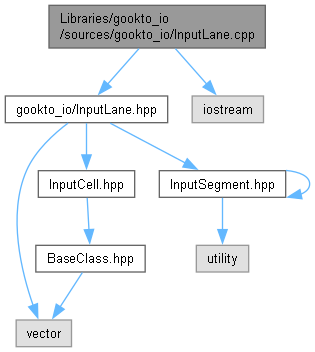 Libraries/gookto_io
/sources/gookto_io/InputLane.cpp
gookto_io/InputLane.hpp
iostream
InputCell.hpp
InputSegment.hpp
BaseClass.hpp
utility
vector